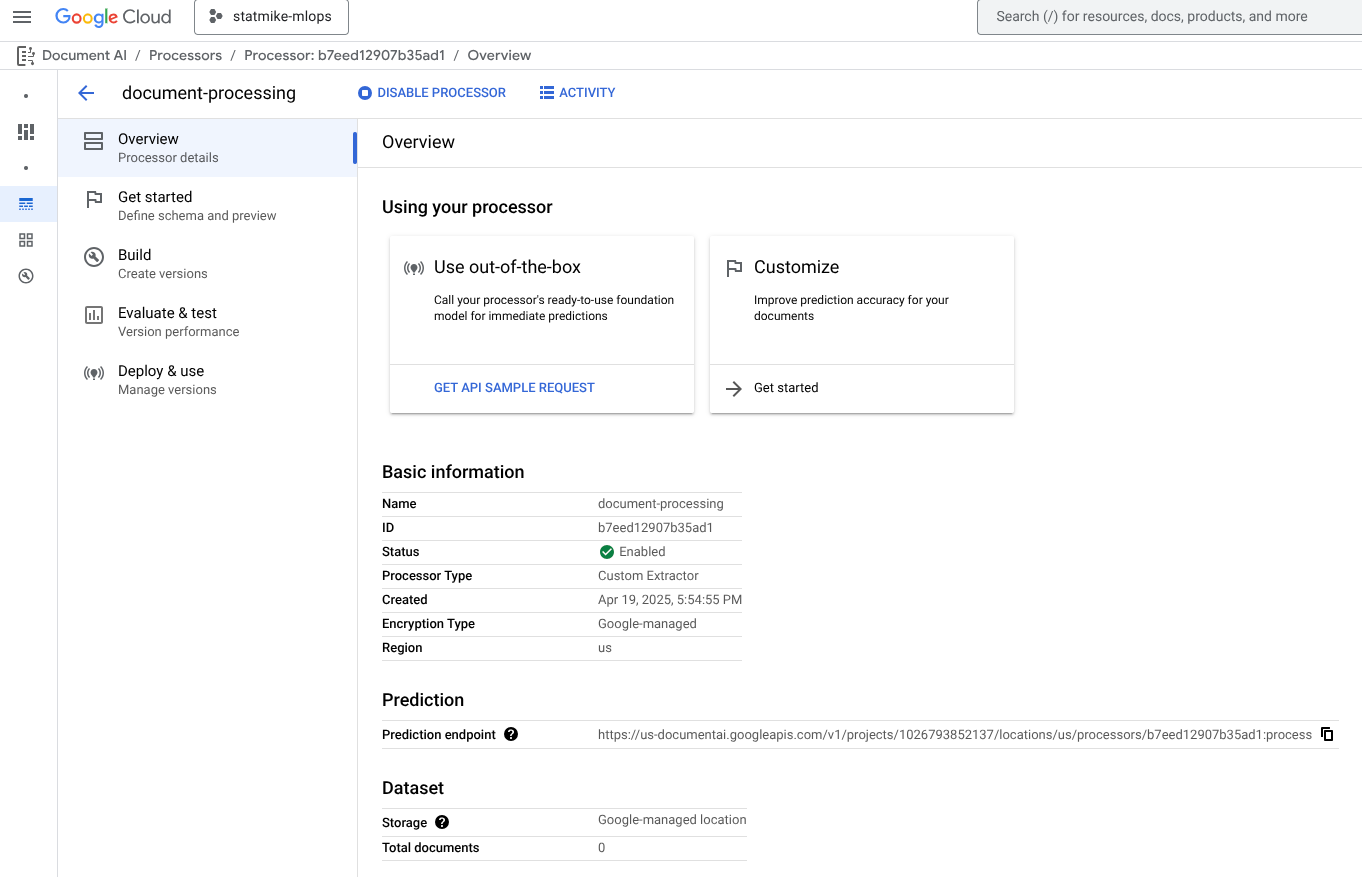 Google Cloud
statmike-mlops
Search (/) for resources, docs, products, and more
Document AI / Processors / Processor: b7eed12907b35ad1 / Overview
document-processing
DISABLE PROCESSOR
ACTIVITY
Overview
Processor details
Get started
Define schema and preview
Build
Create versions
Evaluate & test
Version performance
Deploy & use
Manage versions
Overview
Using your processor
Use out-of-the-box
Call your processor's ready-to-use foundation
model for immediate predictions
GET API SAMPLE REQUEST
Customize
Improve prediction accuracy for your
documents
Get started
Basic information
Name document-processing
ID b7eed12907b35ad1
Status Enabled
Processor Type Custom Extractor
Created Apr 19, 2025, 5:54:55 PM
Encryption Type Google-managed
Region us
Prediction
Prediction endpoint ? https://us-documentai.googleapis.com/v1/projects/1026793852137/locations/us/processors/b7eed12907b35ad1:process
Dataset
Storage ? Google-managed location
Total documents 0